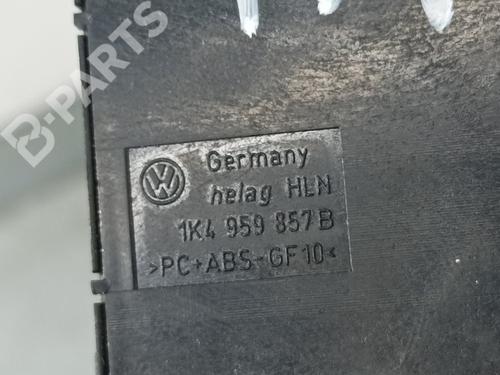 B-PARTS
Germany
helag HLN
1K4 959 857 B
>PC+ABS-GF10<